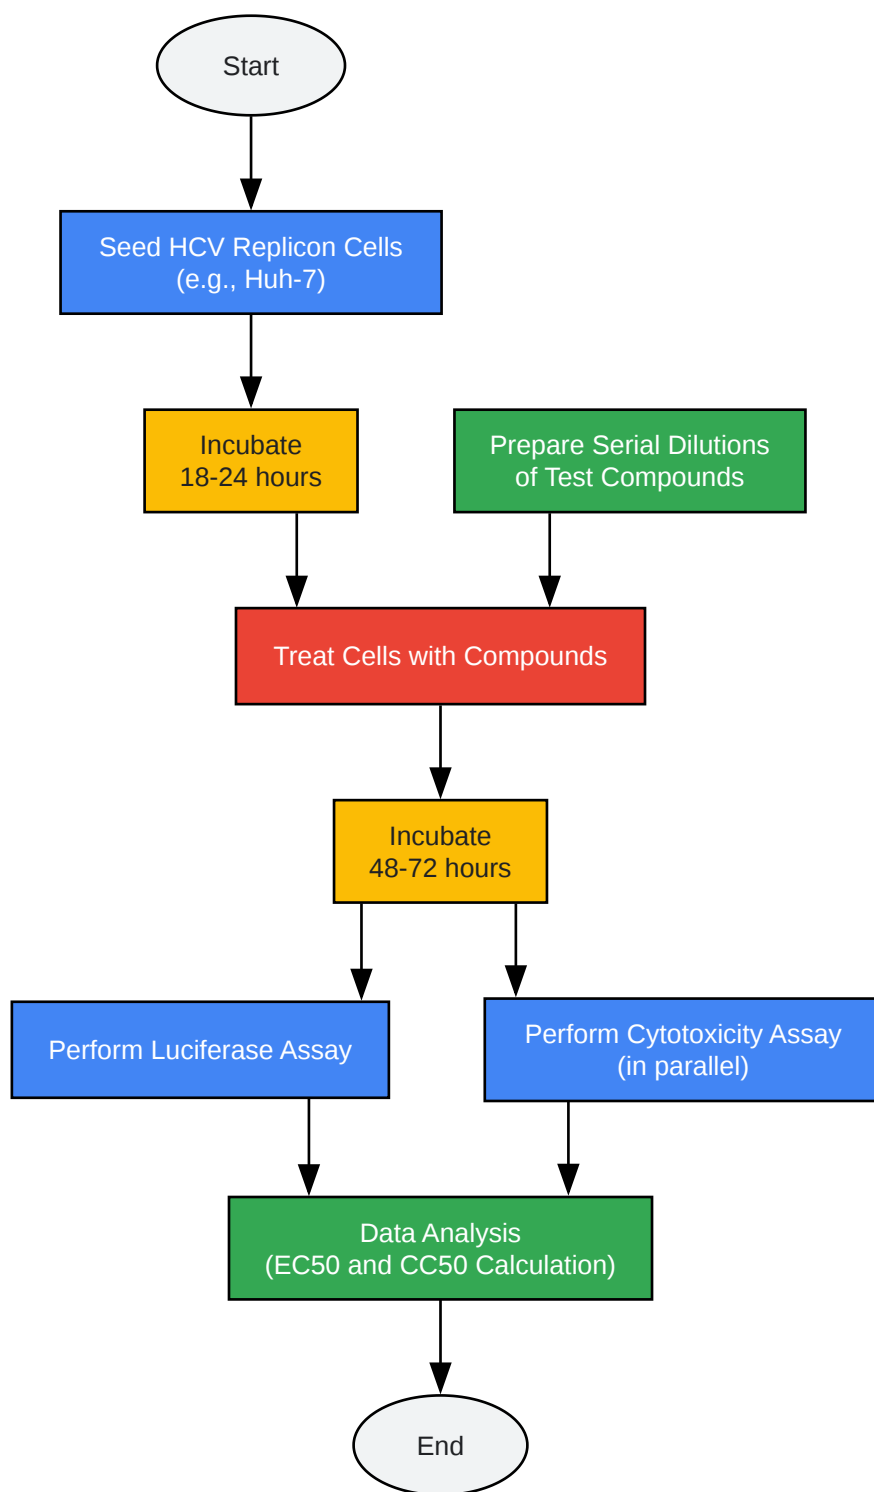 Start
Seed HCV Replicon Cells
(e.g., Huh-7)
Incubate
18-24 hours
Prepare Serial Dilutions
of Test Compounds
Treat Cells with Compounds
Incubate
48-72 hours
Perform Luciferase Assay
Perform Cytotoxicity Assay
(in parallel)
Data Analysis
(EC50 and CC50 Calculation)
End